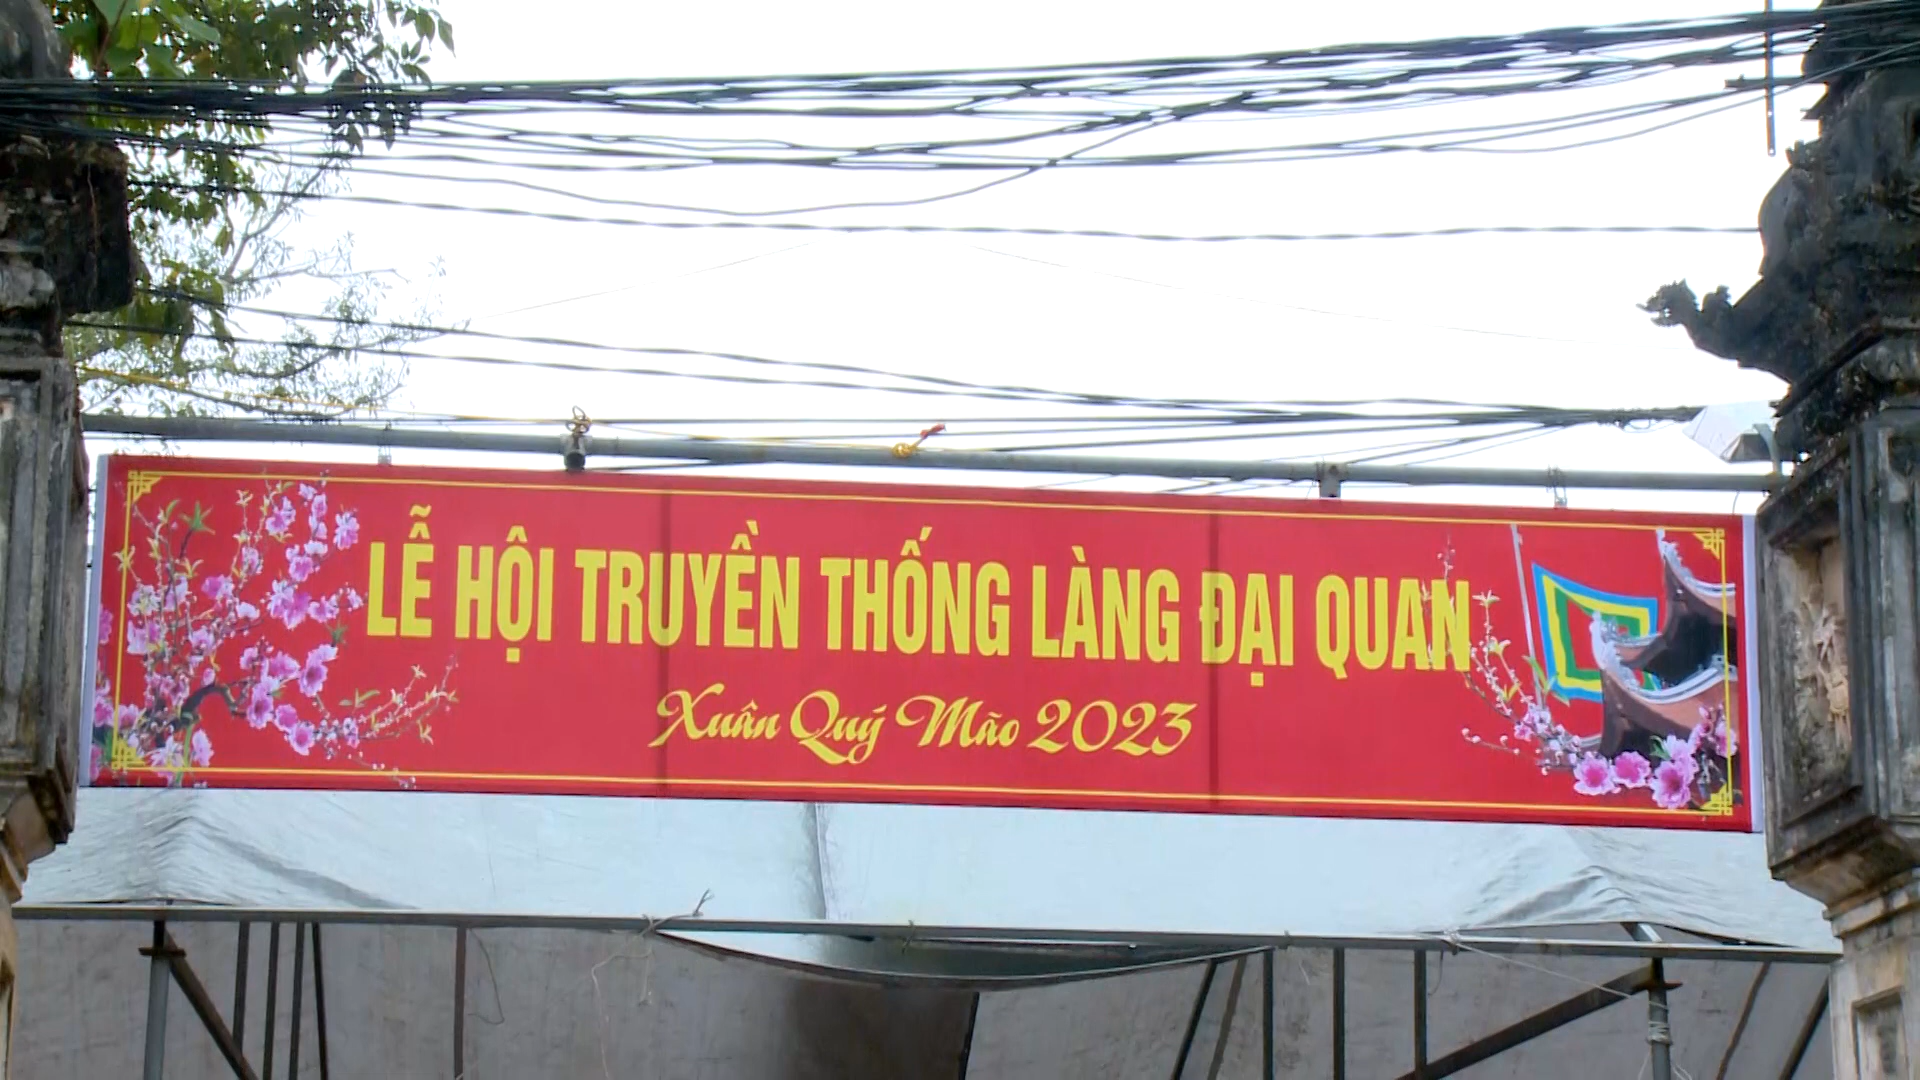 LỄ HỘI TRUYỀN THỐNG LÀNG ĐẠI QUAN
Xuân Quý Mão 2023